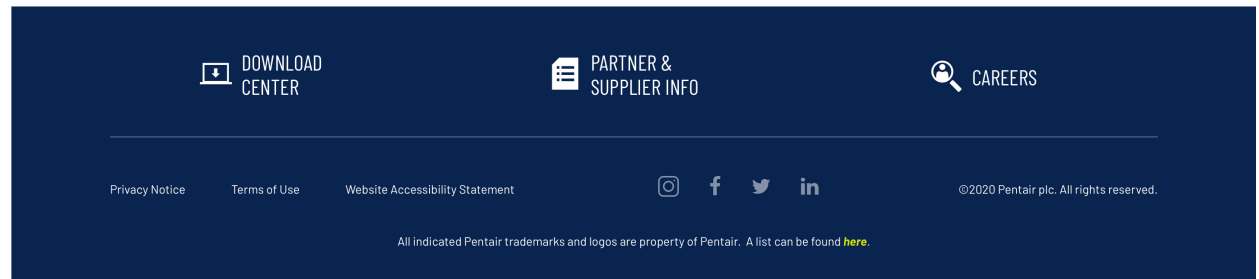 DOWNLOAD
CENTER
PARTNER &
SUPPLIER INFO
CAREERS
Privacy Notice Terms of Use Website Accessibility Statement ©2020 Pentair plc. All rights reserved.
All indicated Pentair trademarks and logos are property of Pentair. A list can be found here.